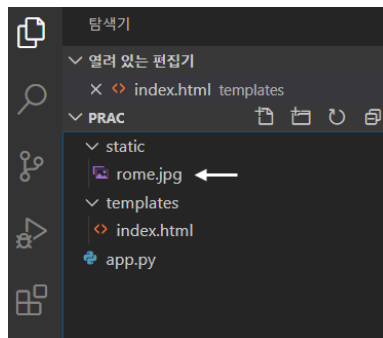 탐색기
열려 있는 편집기
index.html templates
PRAC
static
rome.jpg
templates
index.html
app.py